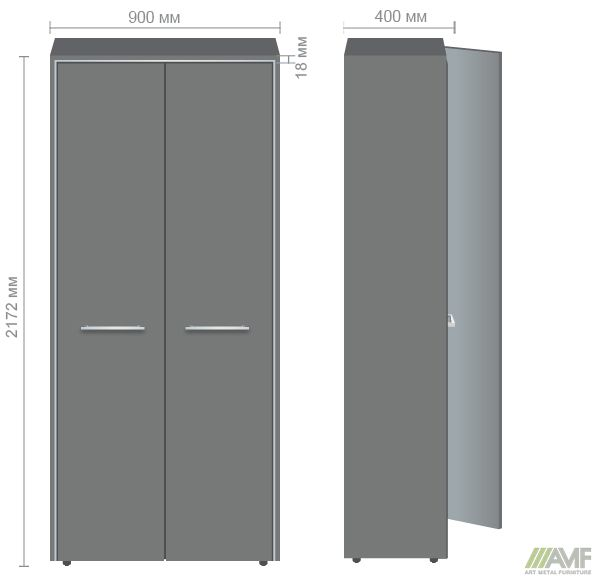 900 мм
400 мм
18 мм
2172 мм
AMF
ART METAL FURNITURE